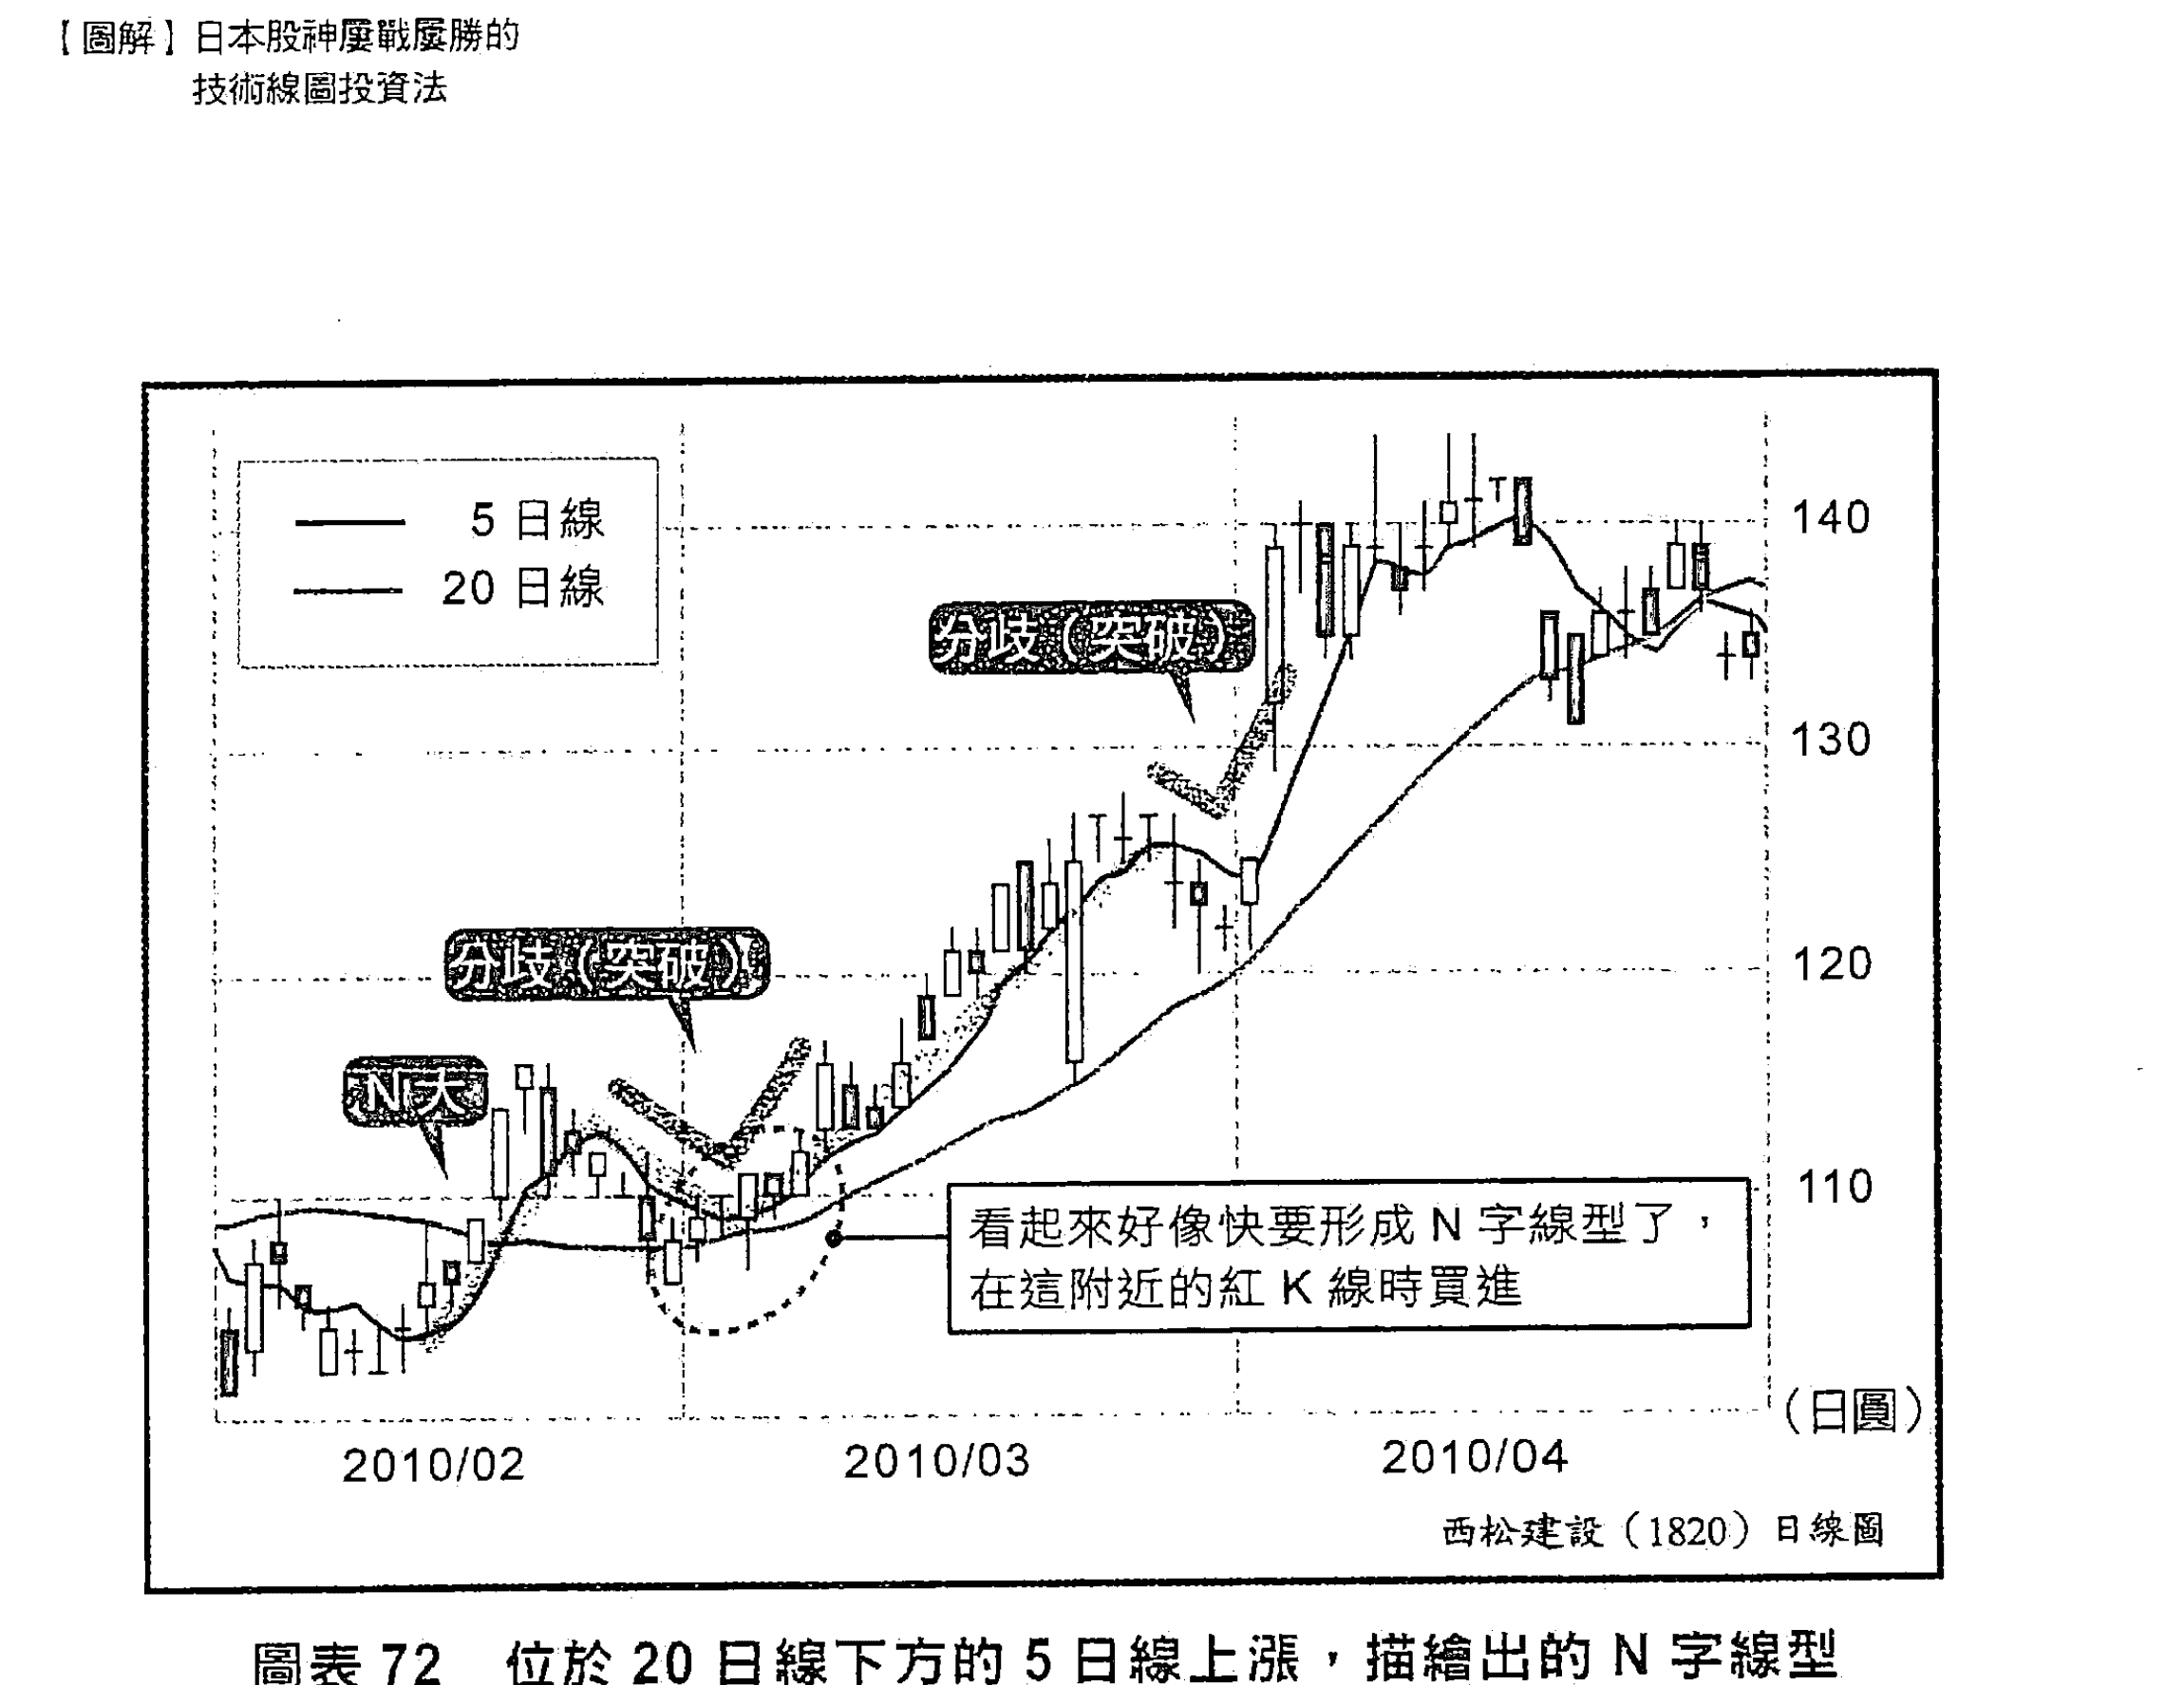 【圖解】日本股神屢戰屢勝的
技術線圖投資法
5 日線
20 日線
140
130
120
110
分歧(突破)
分歧(突破)
N大
看起來好像快要形成 N 字線型了，
在這附近的紅 K 線時買進
(日圓)
2010/02
2010/03
2010/04
西松建設（1820）日線圖
圖表 72　位於 20 日線下方的 5 日線上漲，描繪出的 N 字線型